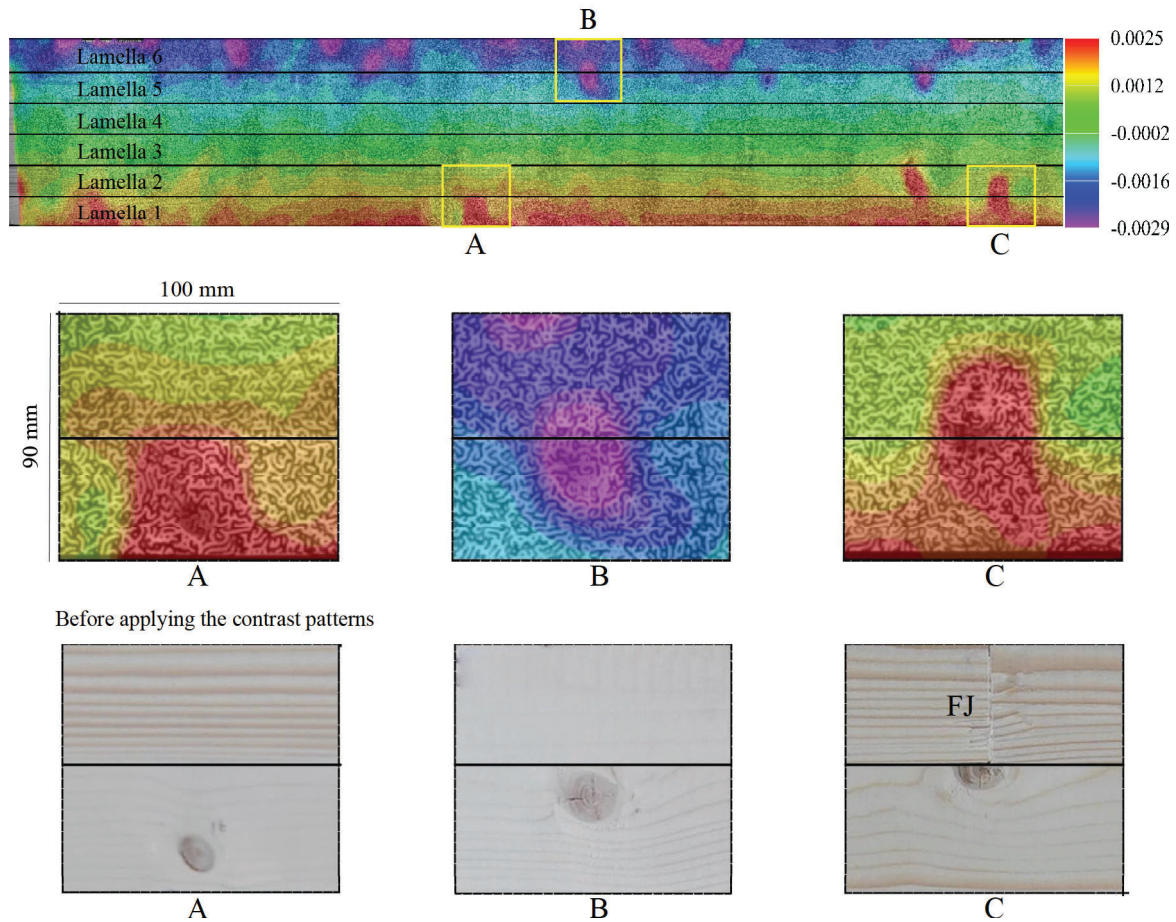 B
Lamella 6
Lamella 5
Lamella 4
Lamella 3
Lamella 2
Lamella 1
0.0025
0.0012
-0.0002
-0.0016
-0.0029
A
C
100 mm
90 mm
A
B
C
Before applying the contrast patterns
FJ
A
B
C